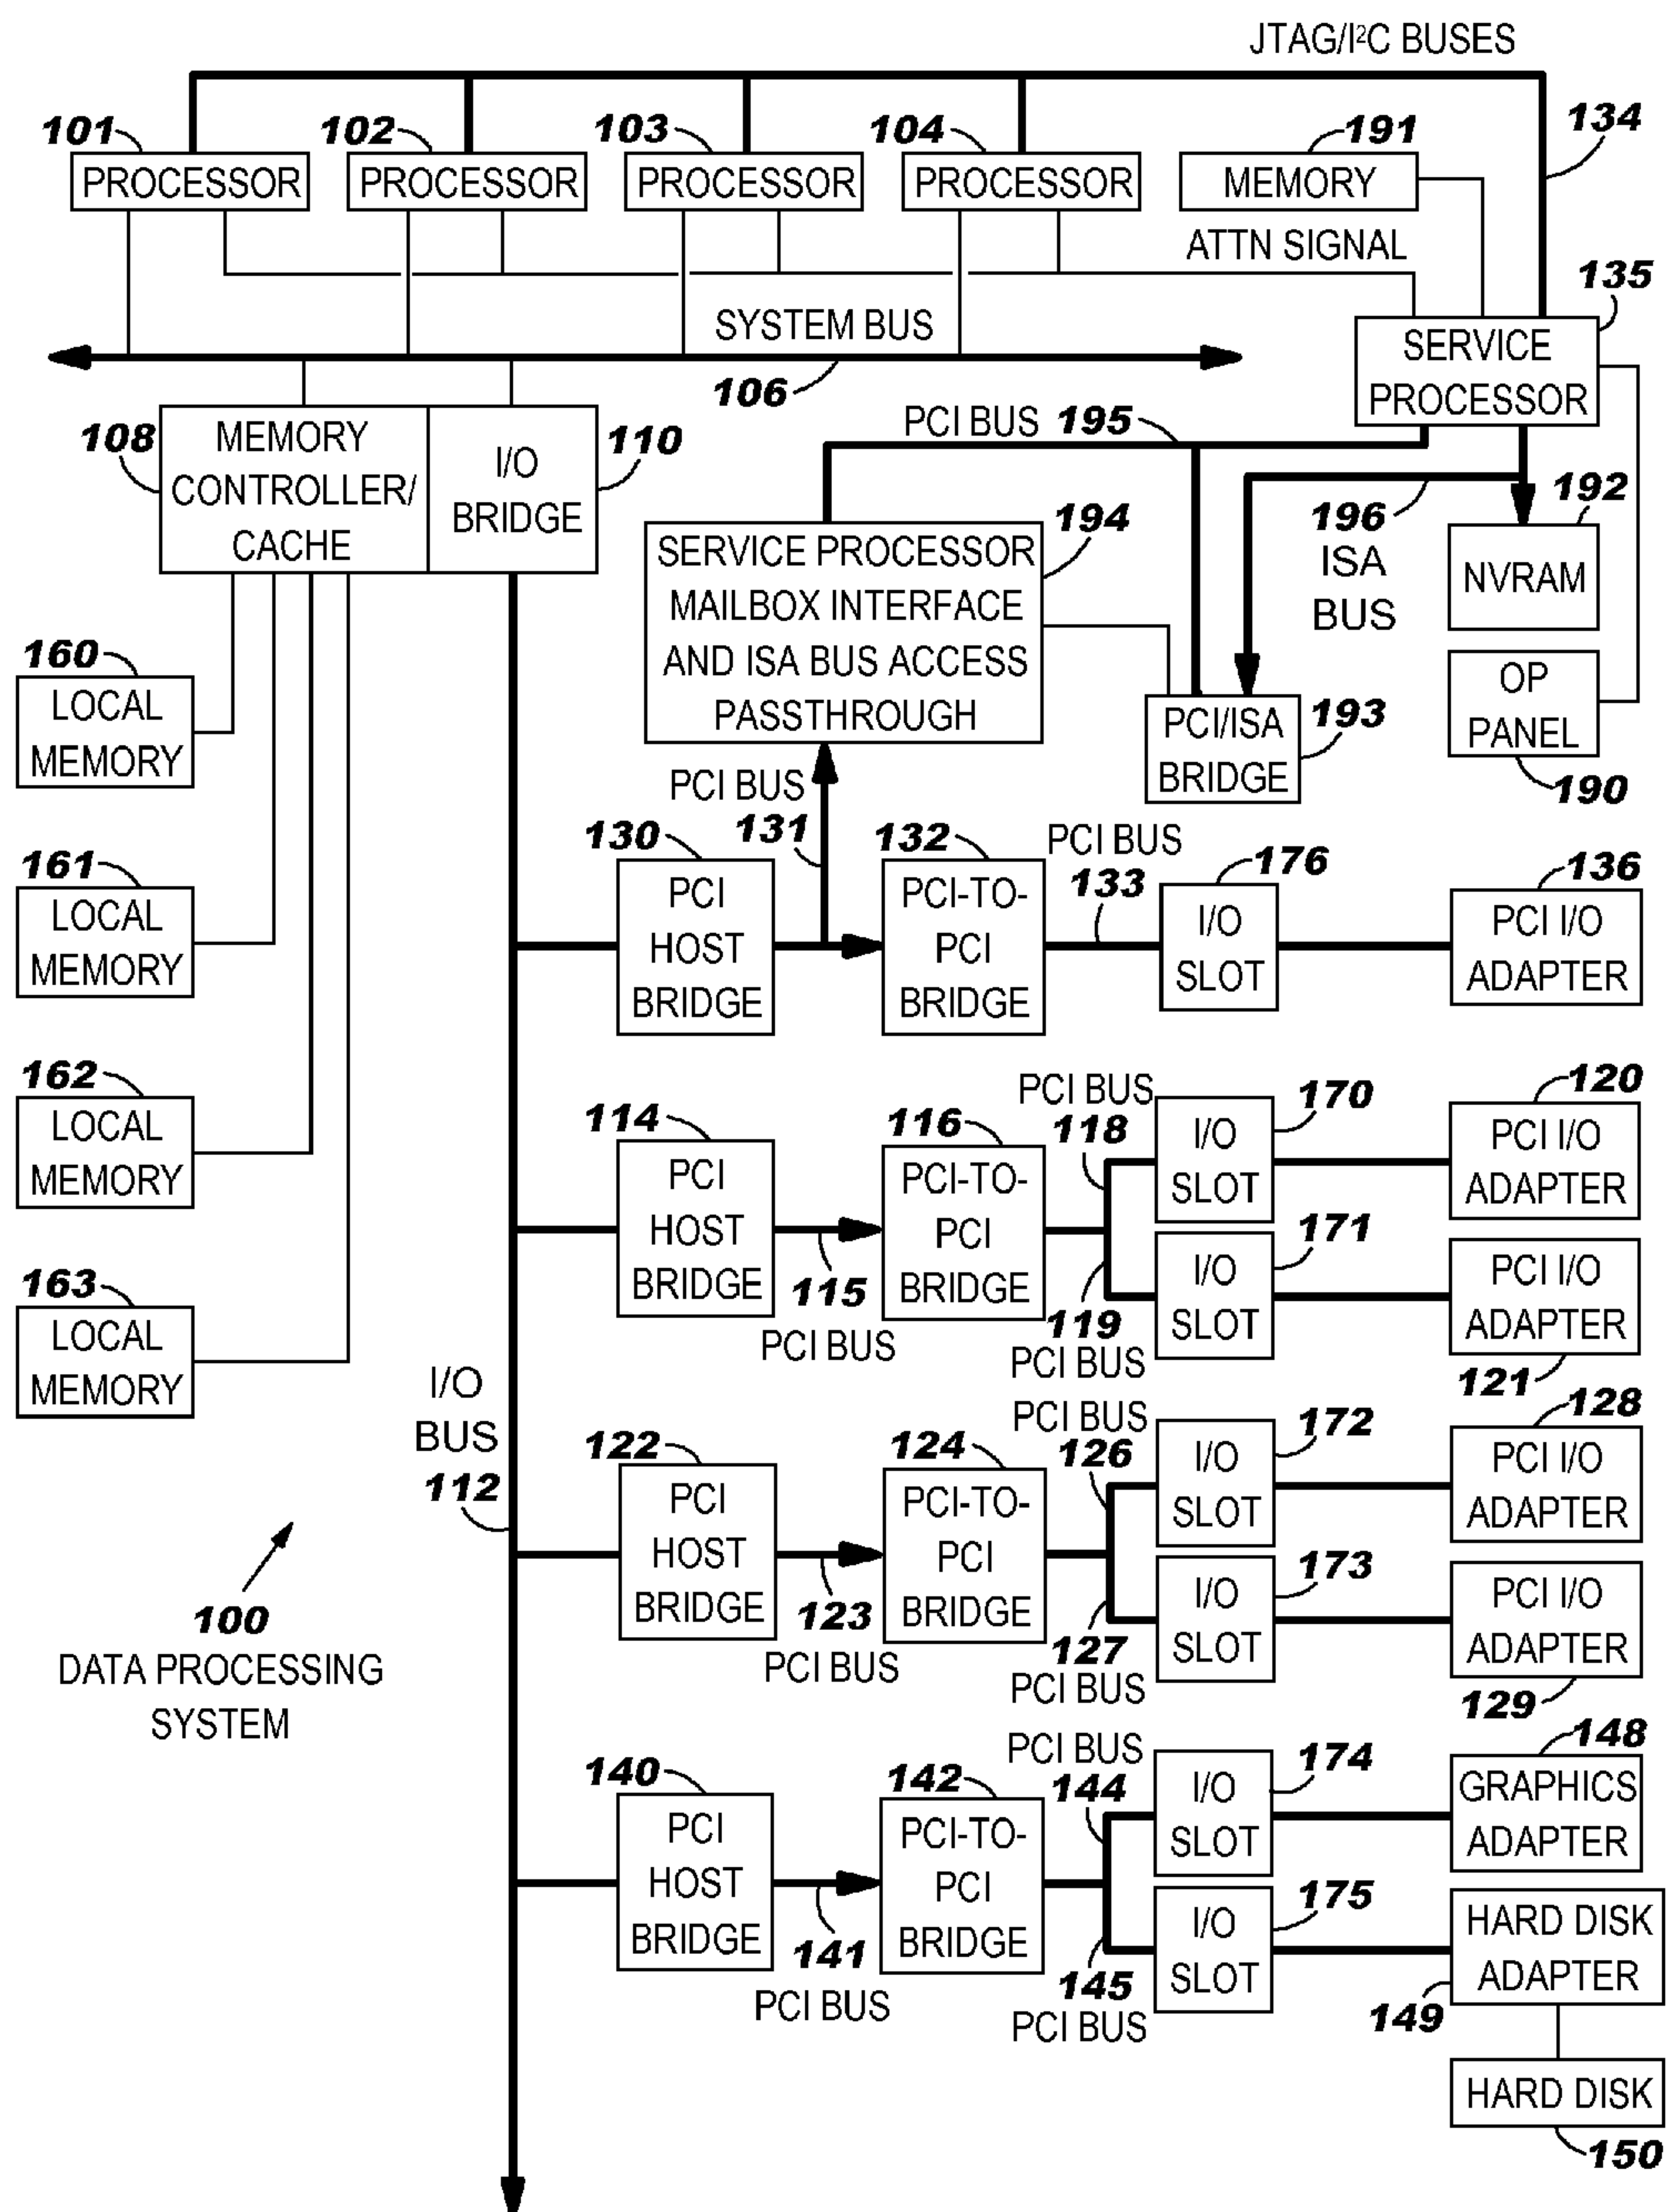 JTAG/I²C BUSES
101
102
103
104
191
134
PROCESSOR
PROCESSOR
PROCESSOR
PROCESSOR
MEMORY
ATTN SIGNAL
135
SYSTEM BUS
106
SERVICE
PROCESSOR
108
MEMORY
CONTROLLER/
CACHE
I/O
BRIDGE
110
PCI BUS 195
196
ISA
BUS
192
NVRAM
194
SERVICE PROCESSOR
MAILBOX INTERFACE
AND ISA BUS ACCESS
PASSTHROUGH
OP
PANEL
190
PCI/ISA
BRIDGE
193
160
LOCAL
MEMORY
161
LOCAL
MEMORY
162
LOCAL
MEMORY
163
LOCAL
MEMORY
I/O
BUS
112
100
DATA PROCESSING
SYSTEM
PCI BUS
131
130
PCI
HOST
BRIDGE
132
PCI-TO-
PCI
BRIDGE
PCI BUS
133
176
I/O
SLOT
136
PCI I/O
ADAPTER
114
PCI
HOST
BRIDGE
115
PCI BUS
116
PCI-TO-
PCI
BRIDGE
PCI BUS
118
119
PCI BUS
170
I/O
SLOT
171
I/O
SLOT
120
PCI I/O
ADAPTER
PCI I/O
ADAPTER
121
122
PCI
HOST
BRIDGE
123
PCI BUS
124
PCI-TO-
PCI
BRIDGE
PCI BUS
126
127
PCI BUS
172
I/O
SLOT
173
I/O
SLOT
128
PCI I/O
ADAPTER
PCI I/O
ADAPTER
129
140
PCI
HOST
BRIDGE
141
PCI BUS
142
PCI-TO-
PCI
BRIDGE
PCI BUS
144
145
PCI BUS
174
I/O
SLOT
175
I/O
SLOT
148
GRAPHICS
ADAPTER
HARD DISK
ADAPTER
149
HARD DISK
150